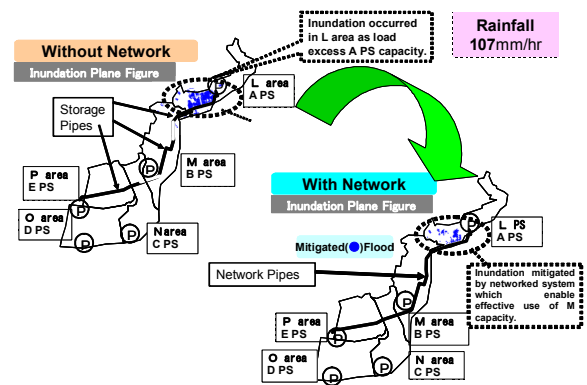 Without Network
Inundation Plane Figure
Inundation occurred
in L area as load
excess A PS capacity.
Rainfall
107mm/hr
L area
A PS
Storage
Pipes
M area
B PS
P area
E PS
O area
D PS
N area
C PS
P
P
P
P
With Network
Inundation Plane Figure
Mitigated(●)Flood
L PS
A PS
P
Network Pipes
Inundation mitigated
by networked system
which enable
effective use of M
capacity.
P
P area
E PS
M area
B PS
P
O area
D PS
N area
C PS
P
P